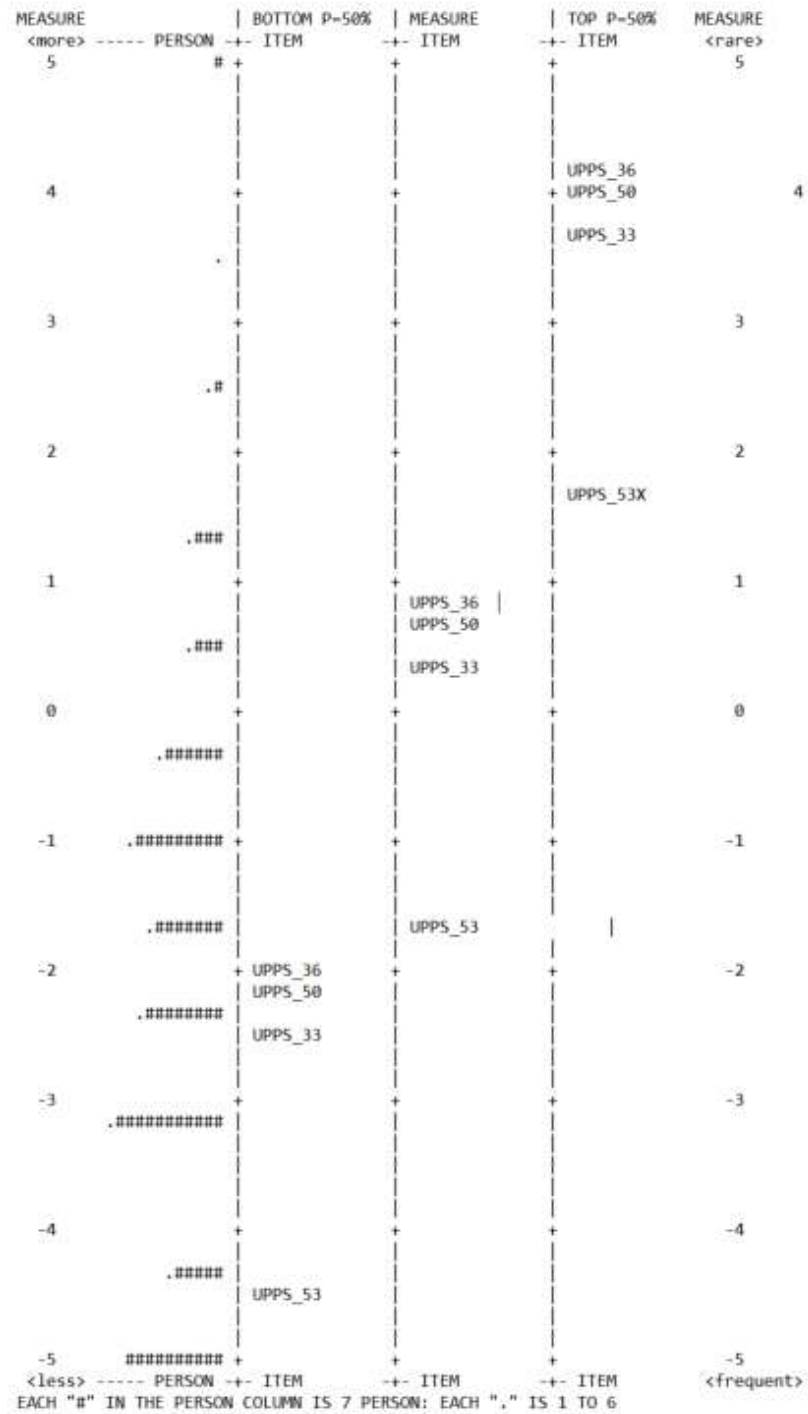 MEASURE | BOTTOM P=50% | MEASURE | TOP P=50% MEASURE
<more> ----- PERSON -+- ITEM -+- ITEM -+- ITEM <rare>
5 # + + + 5
| | | UPPS_36
4 + + + UPPS_50 4
| | | UPPS_33
. | | |
3 + + + 3
.# | | |
2 + + + 2
| | | UPPS_53X
.### | | |
1 + + + 1
| | UPPS_36 | |
| | UPPS_50 |
.### | | |
| | UPPS_33 |
0 + + + 0
.###### | | |
-1 .######### + + + -1
.####### | | UPPS_53 |
-2 + UPPS_36 + + -2
| UPPS_50 | |
.######## | | |
| UPPS_33 | |
-3 + + + -3
.########### | | |
-4 + + + -4
.##### | | |
| UPPS_53 | |
-5 ########## + + + -5
<less> ----- PERSON -+- ITEM -+- ITEM -+- ITEM <frequent>
EACH "#" IN THE PERSON COLUMN IS 7 PERSON: EACH "." IS 1 TO 6